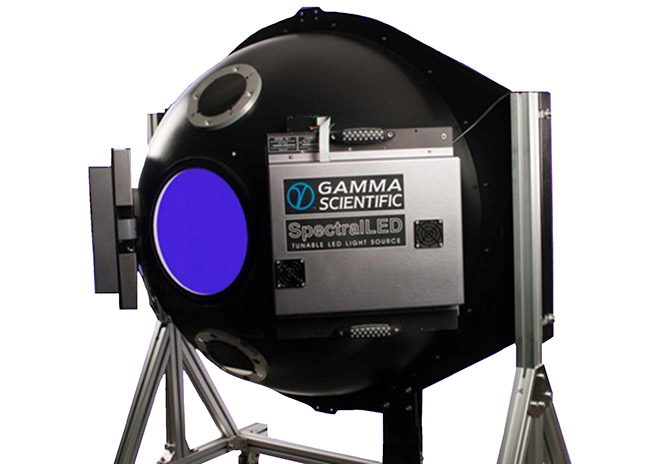 GAMMA
SCIENTIFIC
SpectralLED
TUNABLE LED LIGHT SOURCE